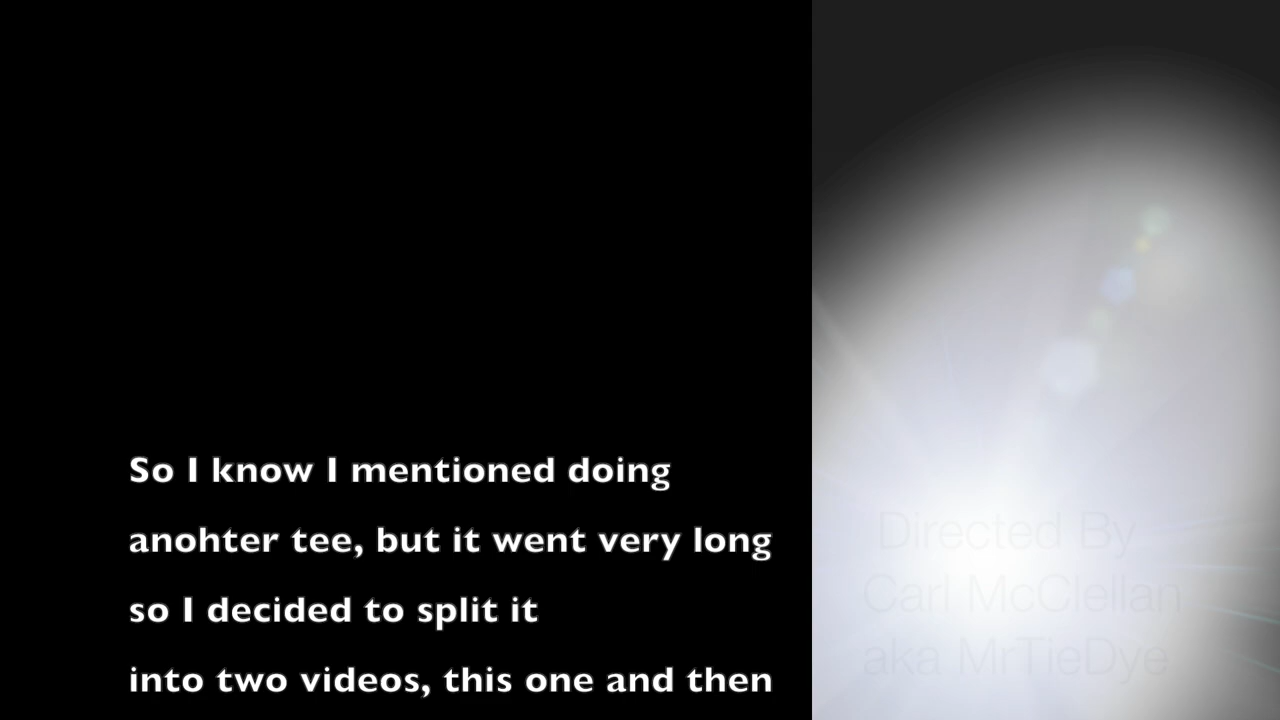 So I know I mentioned doing
anohter tee, but it went very long
so I decided to split it
into two videos, this one and then
Directed By
Carl McClellan
aka MrTieDye